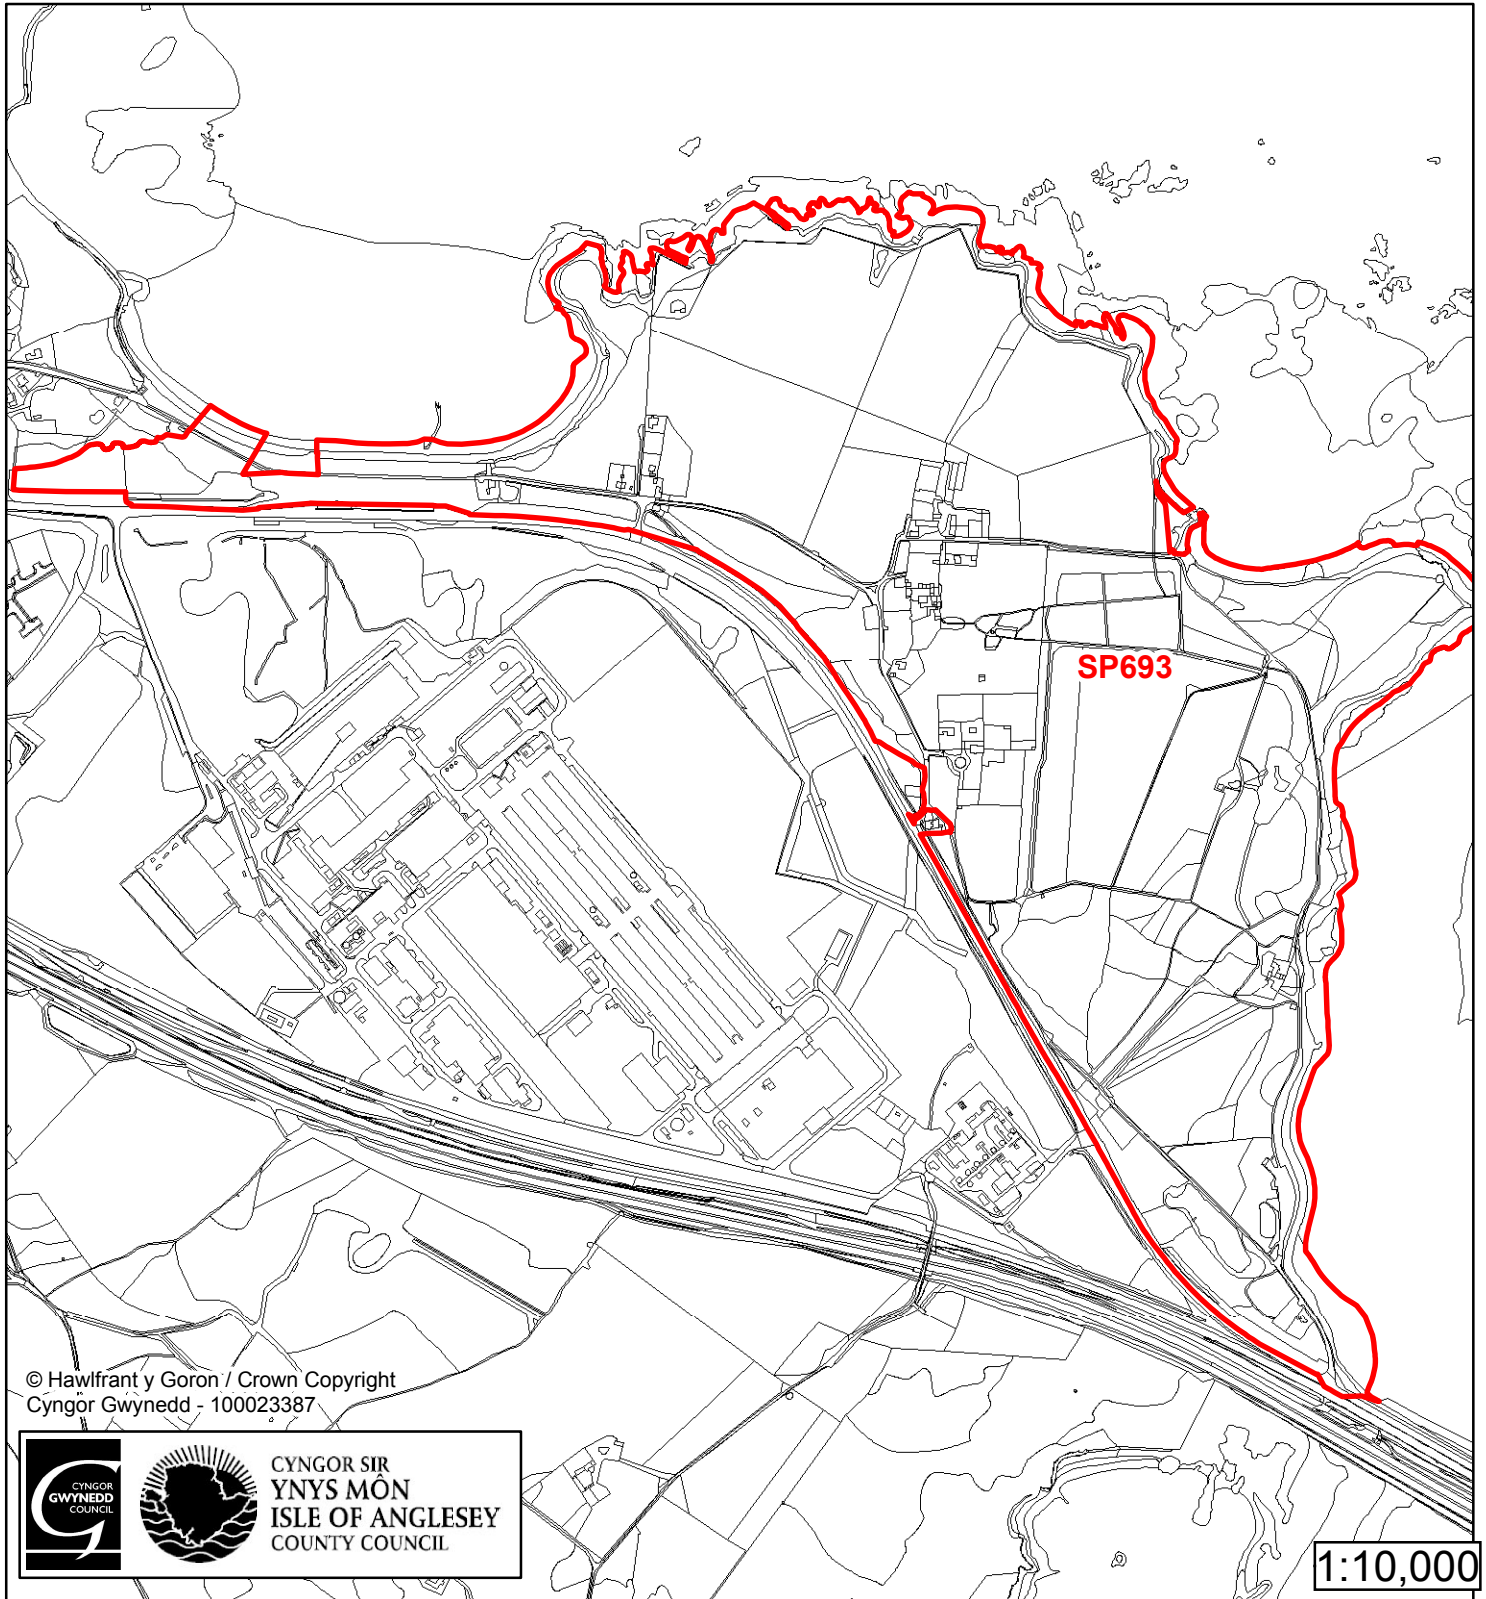 SP693
© Hawlfrant y Goron / Crown Copyright
Cyngor Gwynedd - 100023387
CYNGOR
GWYNEDD
COUNCIL
CYNGOR SIR
YNYS MÔN
ISLE OF ANGLESEY
COUNTY COUNCIL
1:10,000